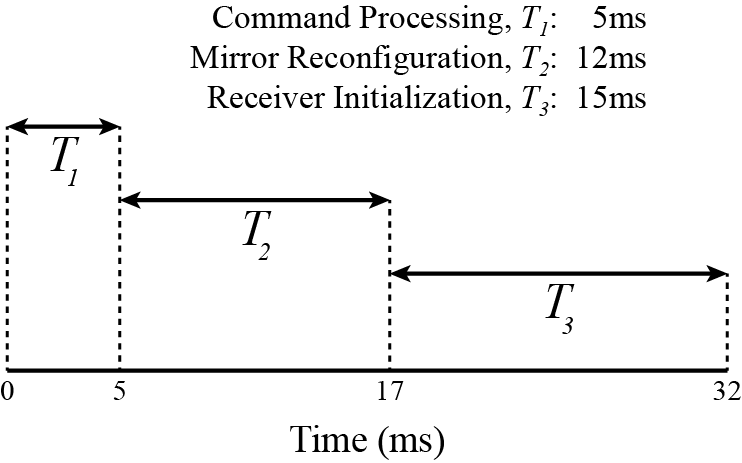 Command Processing, T1: 5ms
Mirror Reconfiguration, T2: 12ms
Receiver Initialization, T3: 15ms
T1
T2
T3
0 5 17 32
Time (ms)